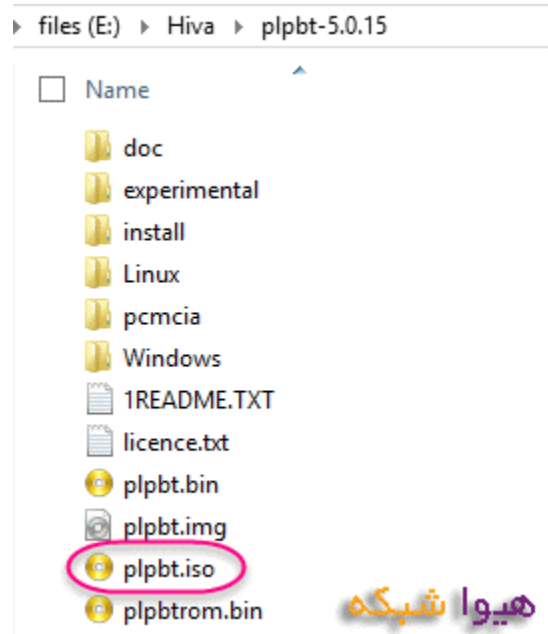 files (E:) Hiva plpbt-5.0.15
Name
doc
experimental
install
Linux
pcmcia
Windows
1README.TXT
licence.txt
plpbt.bin
plpbt.img
plpbt.iso
plpbtrom.bin
هیوا شبکه